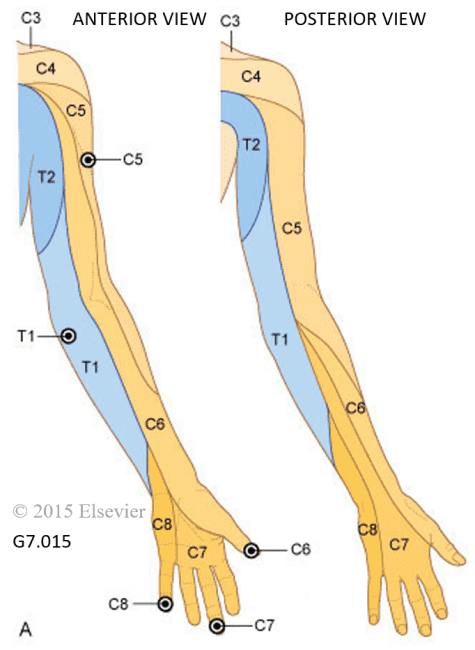 C3
ANTERIOR VIEW
C3
POSTERIOR VIEW
C4
C4
C5
C5
T2
T2
C5
T1
T1
T1
C6
C6
© 2015 Elsevier
C8
C8
G7.015
C7
C7
C6
C8
C7
A